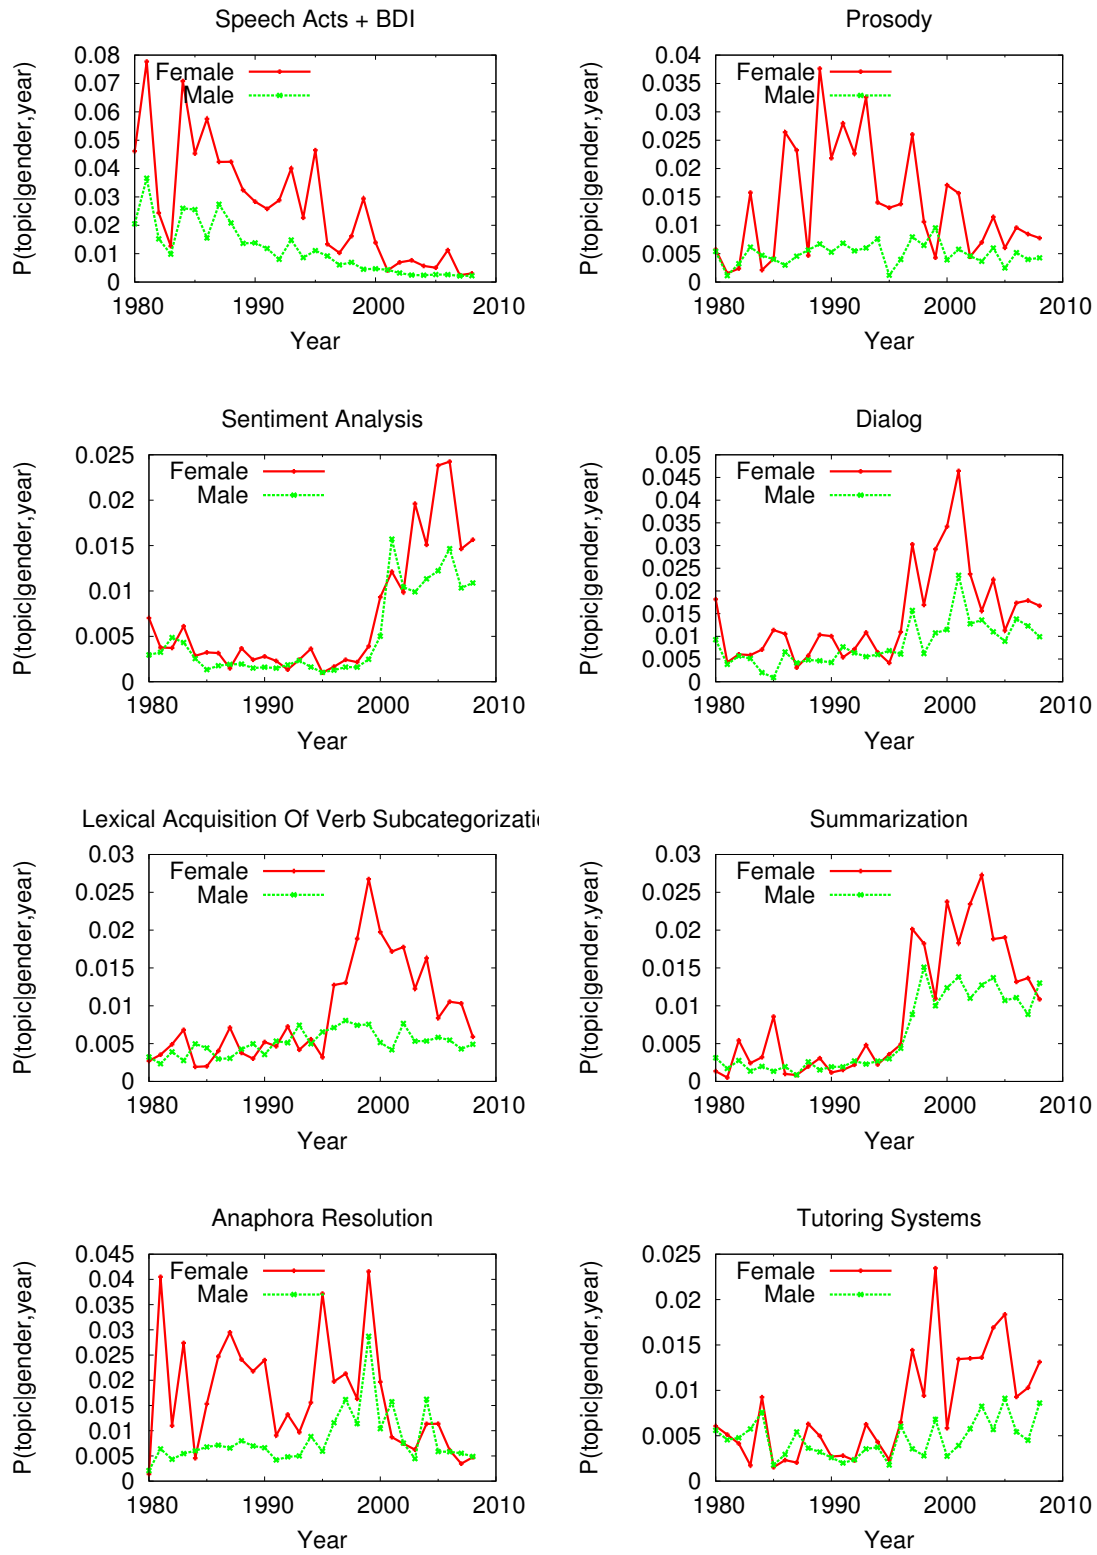 Speech Acts + BDI
P(topic|gender,year)
0.08
0.07
0.06
0.05
0.04
0.03
0.02
0.01
0
Female
Male
1980 1990 2000 2010
Year
Prosody
P(topic|gender,year)
0.04
0.035
0.03
0.025
0.02
0.015
0.01
0.005
0
Female
Male
1980 1990 2000 2010
Year
Sentiment Analysis
P(topic|gender,year)
0.025
0.02
0.015
0.01
0.005
0
Female
Male
1980 1990 2000 2010
Year
Dialog
P(topic|gender,year)
0.05
0.045
0.04
0.035
0.03
0.025
0.02
0.015
0.01
0.005
0
Female
Male
1980 1990 2000 2010
Year
Lexical Acquisition Of Verb Subcategorizati
P(topic|gender,year)
0.03
0.025
0.02
0.015
0.01
0.005
0
Female
Male
1980 1990 2000 2010
Year
Summarization
P(topic|gender,year)
0.03
0.025
0.02
0.015
0.01
0.005
0
Female
Male
1980 1990 2000 2010
Year
Anaphora Resolution
P(topic|gender,year)
0.045
0.04
0.035
0.03
0.025
0.02
0.015
0.01
0.005
0
Female
Male
1980 1990 2000 2010
Year
Tutoring Systems
P(topic|gender,year)
0.025
0.02
0.015
0.01
0.005
0
Female
Male
1980 1990 2000 2010
Year